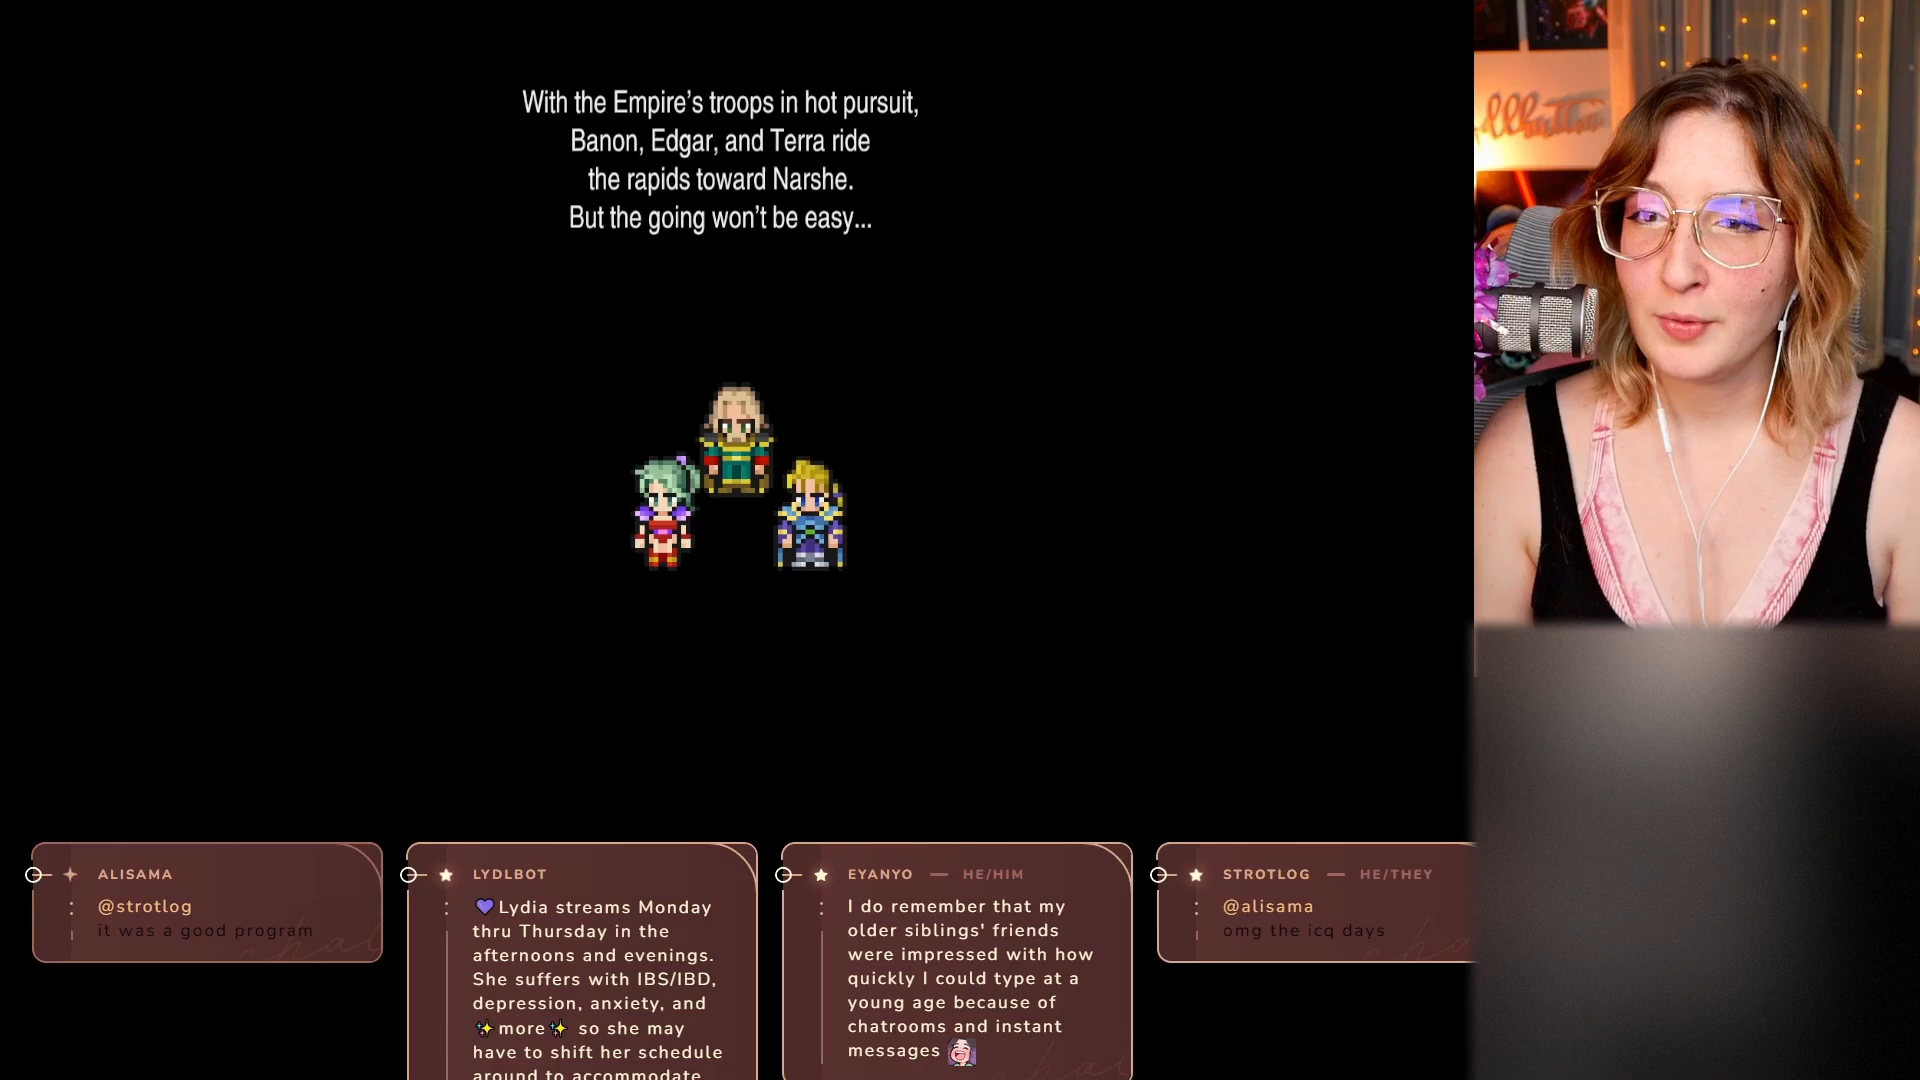 With the Empire's troops in hot pursuit,
Banon, Edgar, and Terra ride
the rapids toward Narshe.
But the going won't be easy...
ALISAMA
@strotlog
it was a good program
LYDLBOT
💜Lydia streams Monday
thru Thursday in the
afternoons and evenings.
She suffers with IBS/IBD,
depression, anxiety, and
✨more✨ so she may
have to shift her schedule
around to accommodate
EYANYO — HE/HIM
I do remember that my
older siblings' friends
were impressed with how
quickly I could type at a
young age because of
chatrooms and instant
messages
STROTLOG — HE/THEY
@alisama
omg the icq days